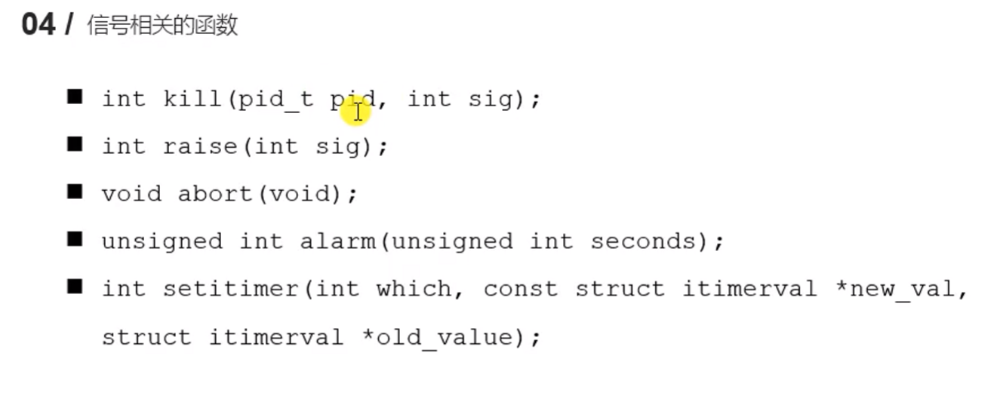 04 / 信号相关的函数
■ int kill(pid_t pid, int sig);
■ int raise(int sig);
■ void abort(void);
■ unsigned int alarm(unsigned int seconds);
■ int setitimer(int which, const struct itimerval *new_val,
struct itimerval *old_value);